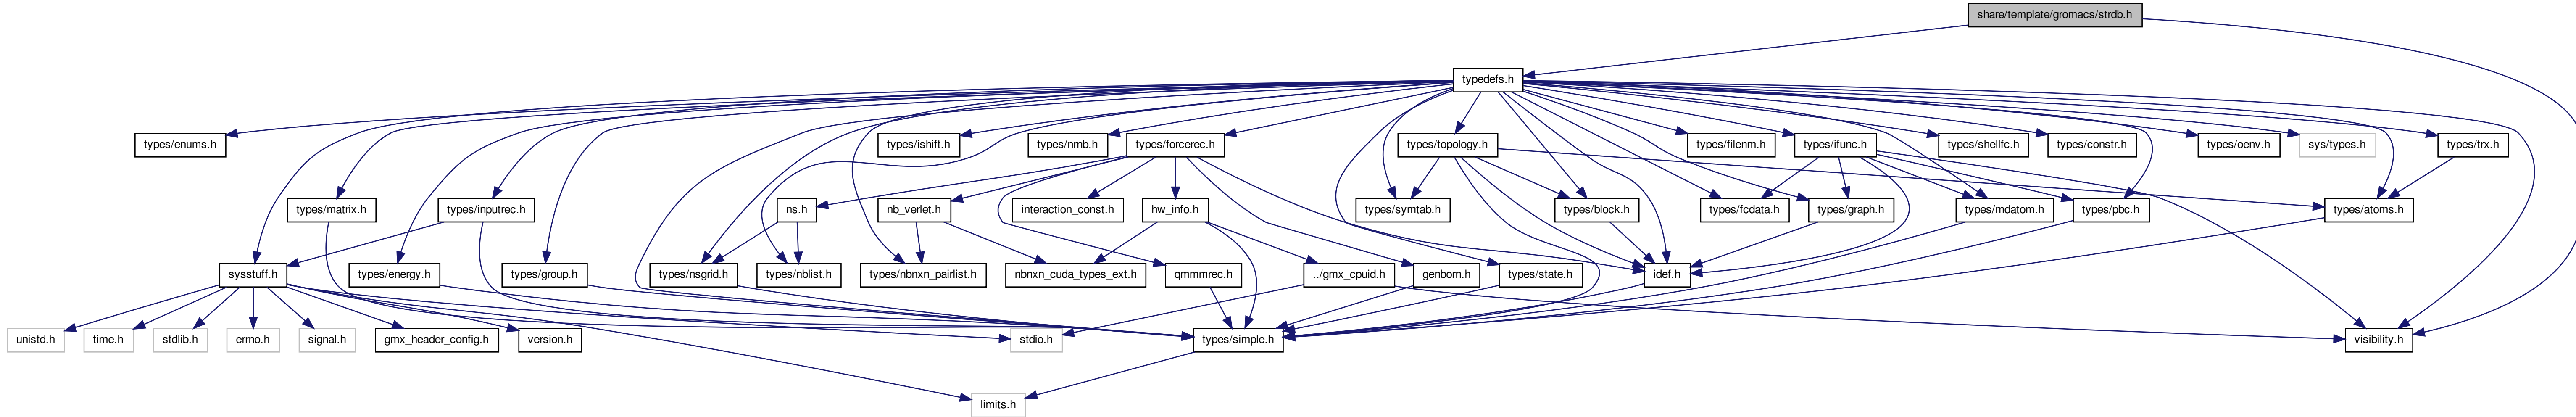 share/template/gromacs/strdb.h
typedefs.h
types/enums.h
types/ishift.h
types/nrnb.h
types/forcerec.h
types/topology.h
types/filenm.h
types/ifunc.h
types/shellfc.h
types/constr.h
types/oenv.h
sys/types.h
types/trx.h
types/matrix.h
types/inputrec.h
ns.h
nb_verlet.h
interaction_const.h
hw_info.h
types/symtab.h
types/block.h
types/fcdata.h
types/graph.h
types/mdatom.h
types/pbc.h
types/atoms.h
sysstuff.h
types/energy.h
types/group.h
types/nsgrid.h
types/nblist.h
types/nbnxn_pairlist.h
nbnxn_cuda_types_ext.h
qmmmrec.h
../gmx_cpuid.h
genborn.h
types/state.h
idef.h
unistd.h
time.h
stdlib.h
errno.h
signal.h
gmx_header_config.h
version.h
stdio.h
types/simple.h
visibility.h
limits.h